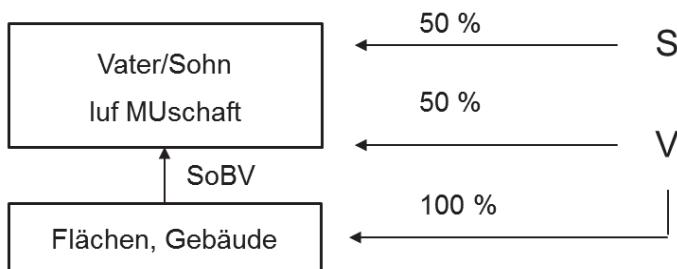 50 %
S
Vater/Sohn
luf MUschaft
50 %
V
SoBV
100 %
Flächen, Gebäude